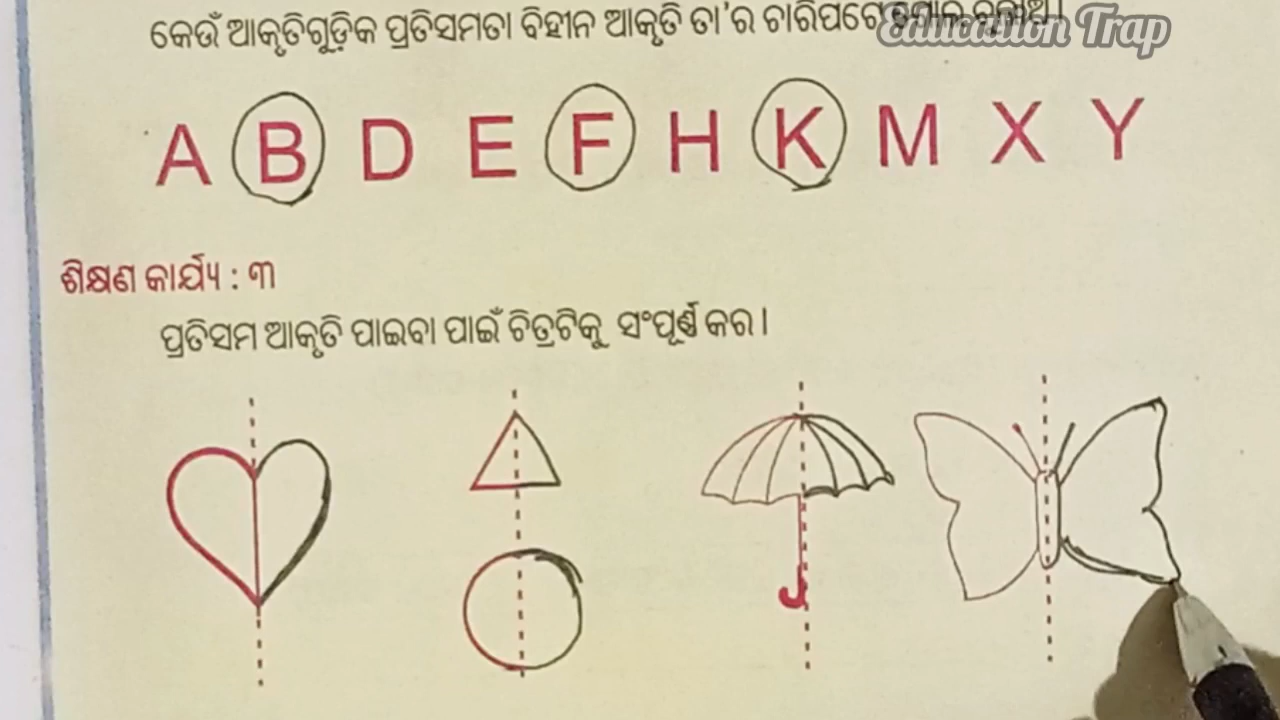 କେଉଁ ଆକୃତିଗୁଡ଼ିକ ପ୍ରତିସମତା ବିହୀନ ଆକୃତି ତା'ର ଚାରିପଟେ
Education Trap
A B D E F H K M X Y
ଶିକ୍ଷଣ କାର୍ଯ୍ୟ : ୩
ପ୍ରତିସମ ଆକୃତି ପାଇବା ପାଇଁ ଚିତ୍ରଟିକୁ ସଂପୂର୍ଣ୍ଣ କର ।